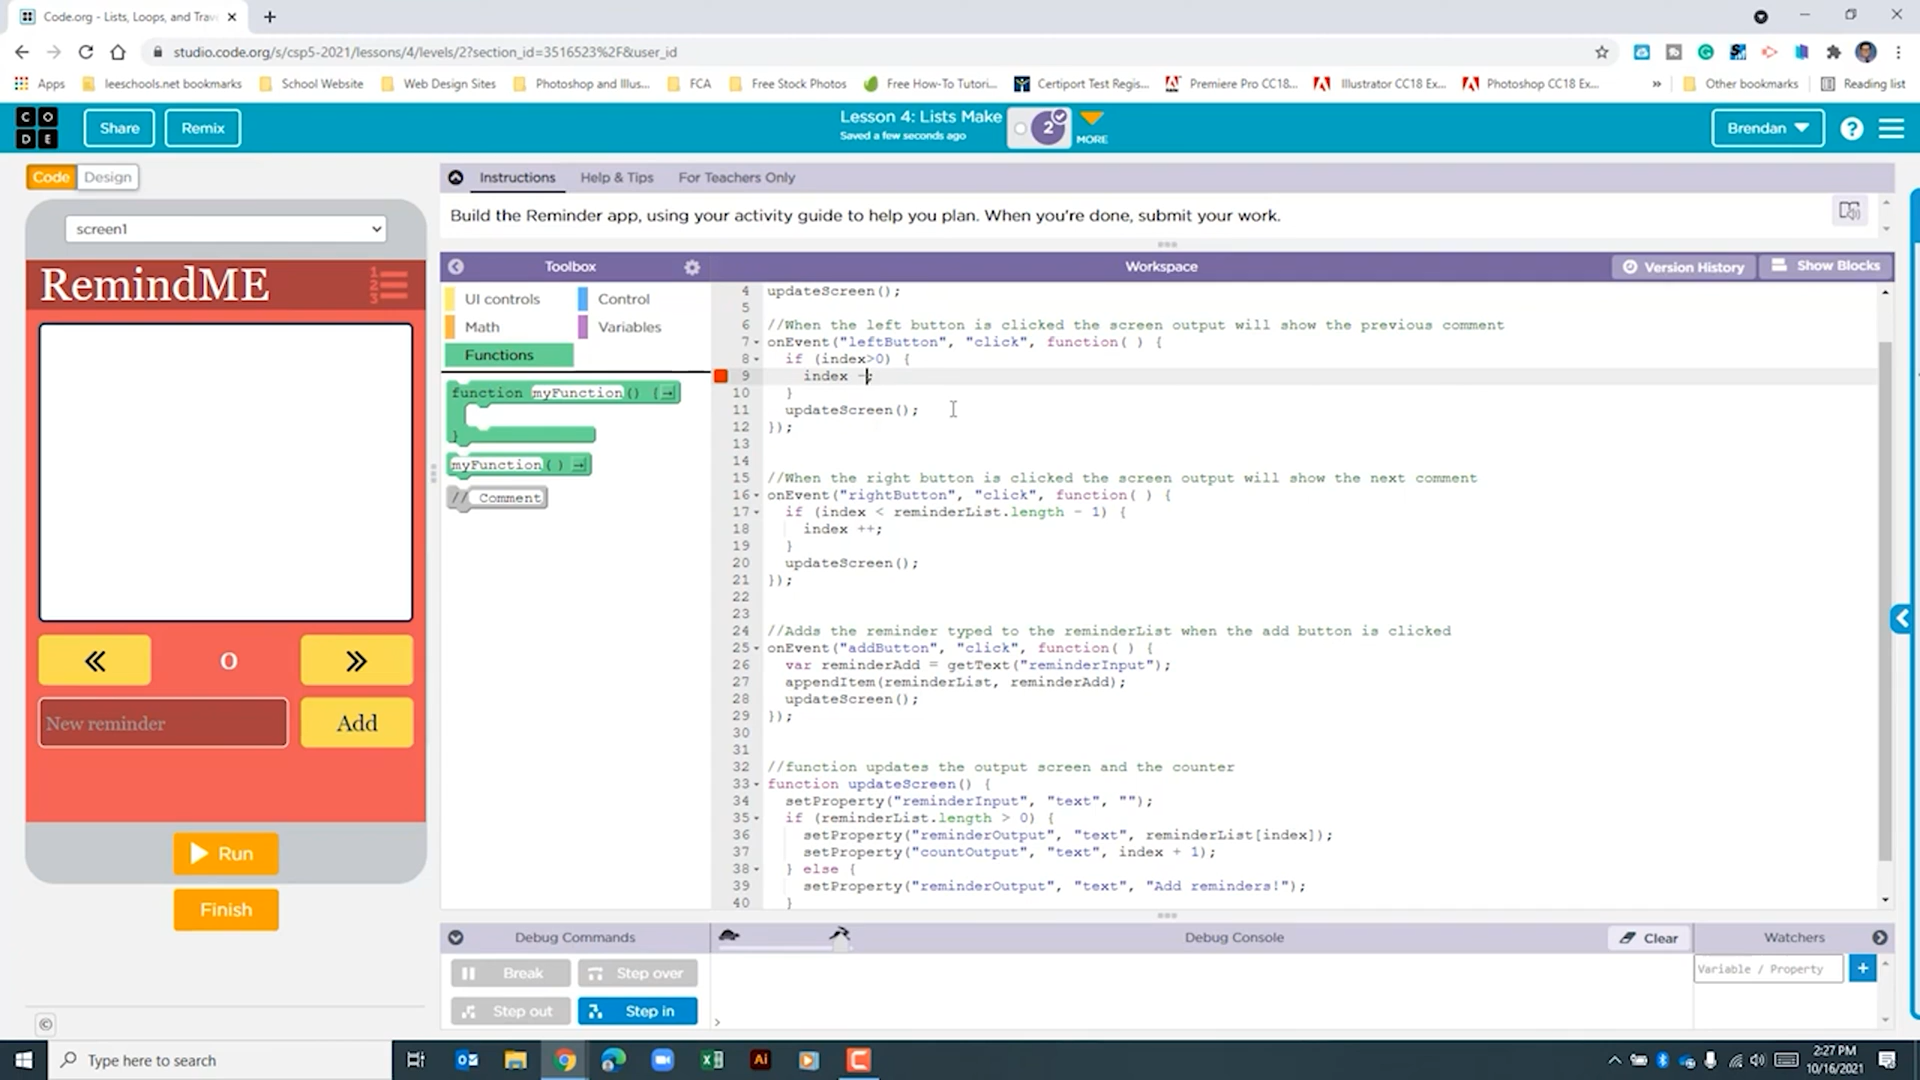 Code.org - Lists, Loops, and Trav
studio.code.org/s/csp5-2021/lessons/4/levels/2?section_id=3516523%2F&user_id
Apps
leeschools.net bookmarks
School Website
Web Design Sites
Photoshop and Illus...
FCA
Free Stock Photos
Free How-To Tutori...
Certiport Test Regis...
Premiere Pro CC18...
Illustrator CC18 Ex...
Photoshop CC18 Ex...
»
Other bookmarks
Reading list
C O
D E
Share
Remix
Lesson 4: Lists Make
Saved a few seconds ago
2
MORE
Brendan
?
Code
Design
Instructions
Help & Tips
For Teachers Only
Build the Reminder app, using your activity guide to help you plan. When you're done, submit your work.
screen1
RemindME
1
2
3
0
New reminder
Add
Run
Finish
©
Toolbox
UI controls
Control
Math
Variables
Functions
function myFunction() {
}
myFunction()
// Comment
Workspace
Version History
Show Blocks
4 updateScreen();
5
6 //When the left button is clicked the screen output will show the previous comment
7 onEvent("leftButton", "click", function( ) {
8 if (index>0) {
9 index -;
10 }
11 updateScreen();
12 });
13
14
15 //When the right button is clicked the screen output will show the next comment
16 onEvent("rightButton", "click", function( ) {
17 if (index < reminderList.length - 1) {
18 index ++;
19 }
20 updateScreen();
21 });
22
23
24 //Adds the reminder typed to the reminderList when the add button is clicked
25 onEvent("addButton", "click", function( ) {
26 var reminderAdd = getText("reminderInput");
27 appendItem(reminderList, reminderAdd);
28 updateScreen();
29 });
30
31
32 //function updates the output screen and the counter
33 function updateScreen() {
34 setProperty("reminderInput", "text", "");
35 if (reminderList.length > 0) {
36 setProperty("reminderOutput", "text", reminderList[index]);
37 setProperty("countOutput", "text", index + 1);
38 } else {
39 setProperty("reminderOutput", "text", "Add reminders!");
40 }
Debug Commands
Break
Step over
Step out
Step in
Debug Console
Clear
>
Watchers
Variable / Property
+
Type here to search
Ai
2:27 PM
10/16/2021